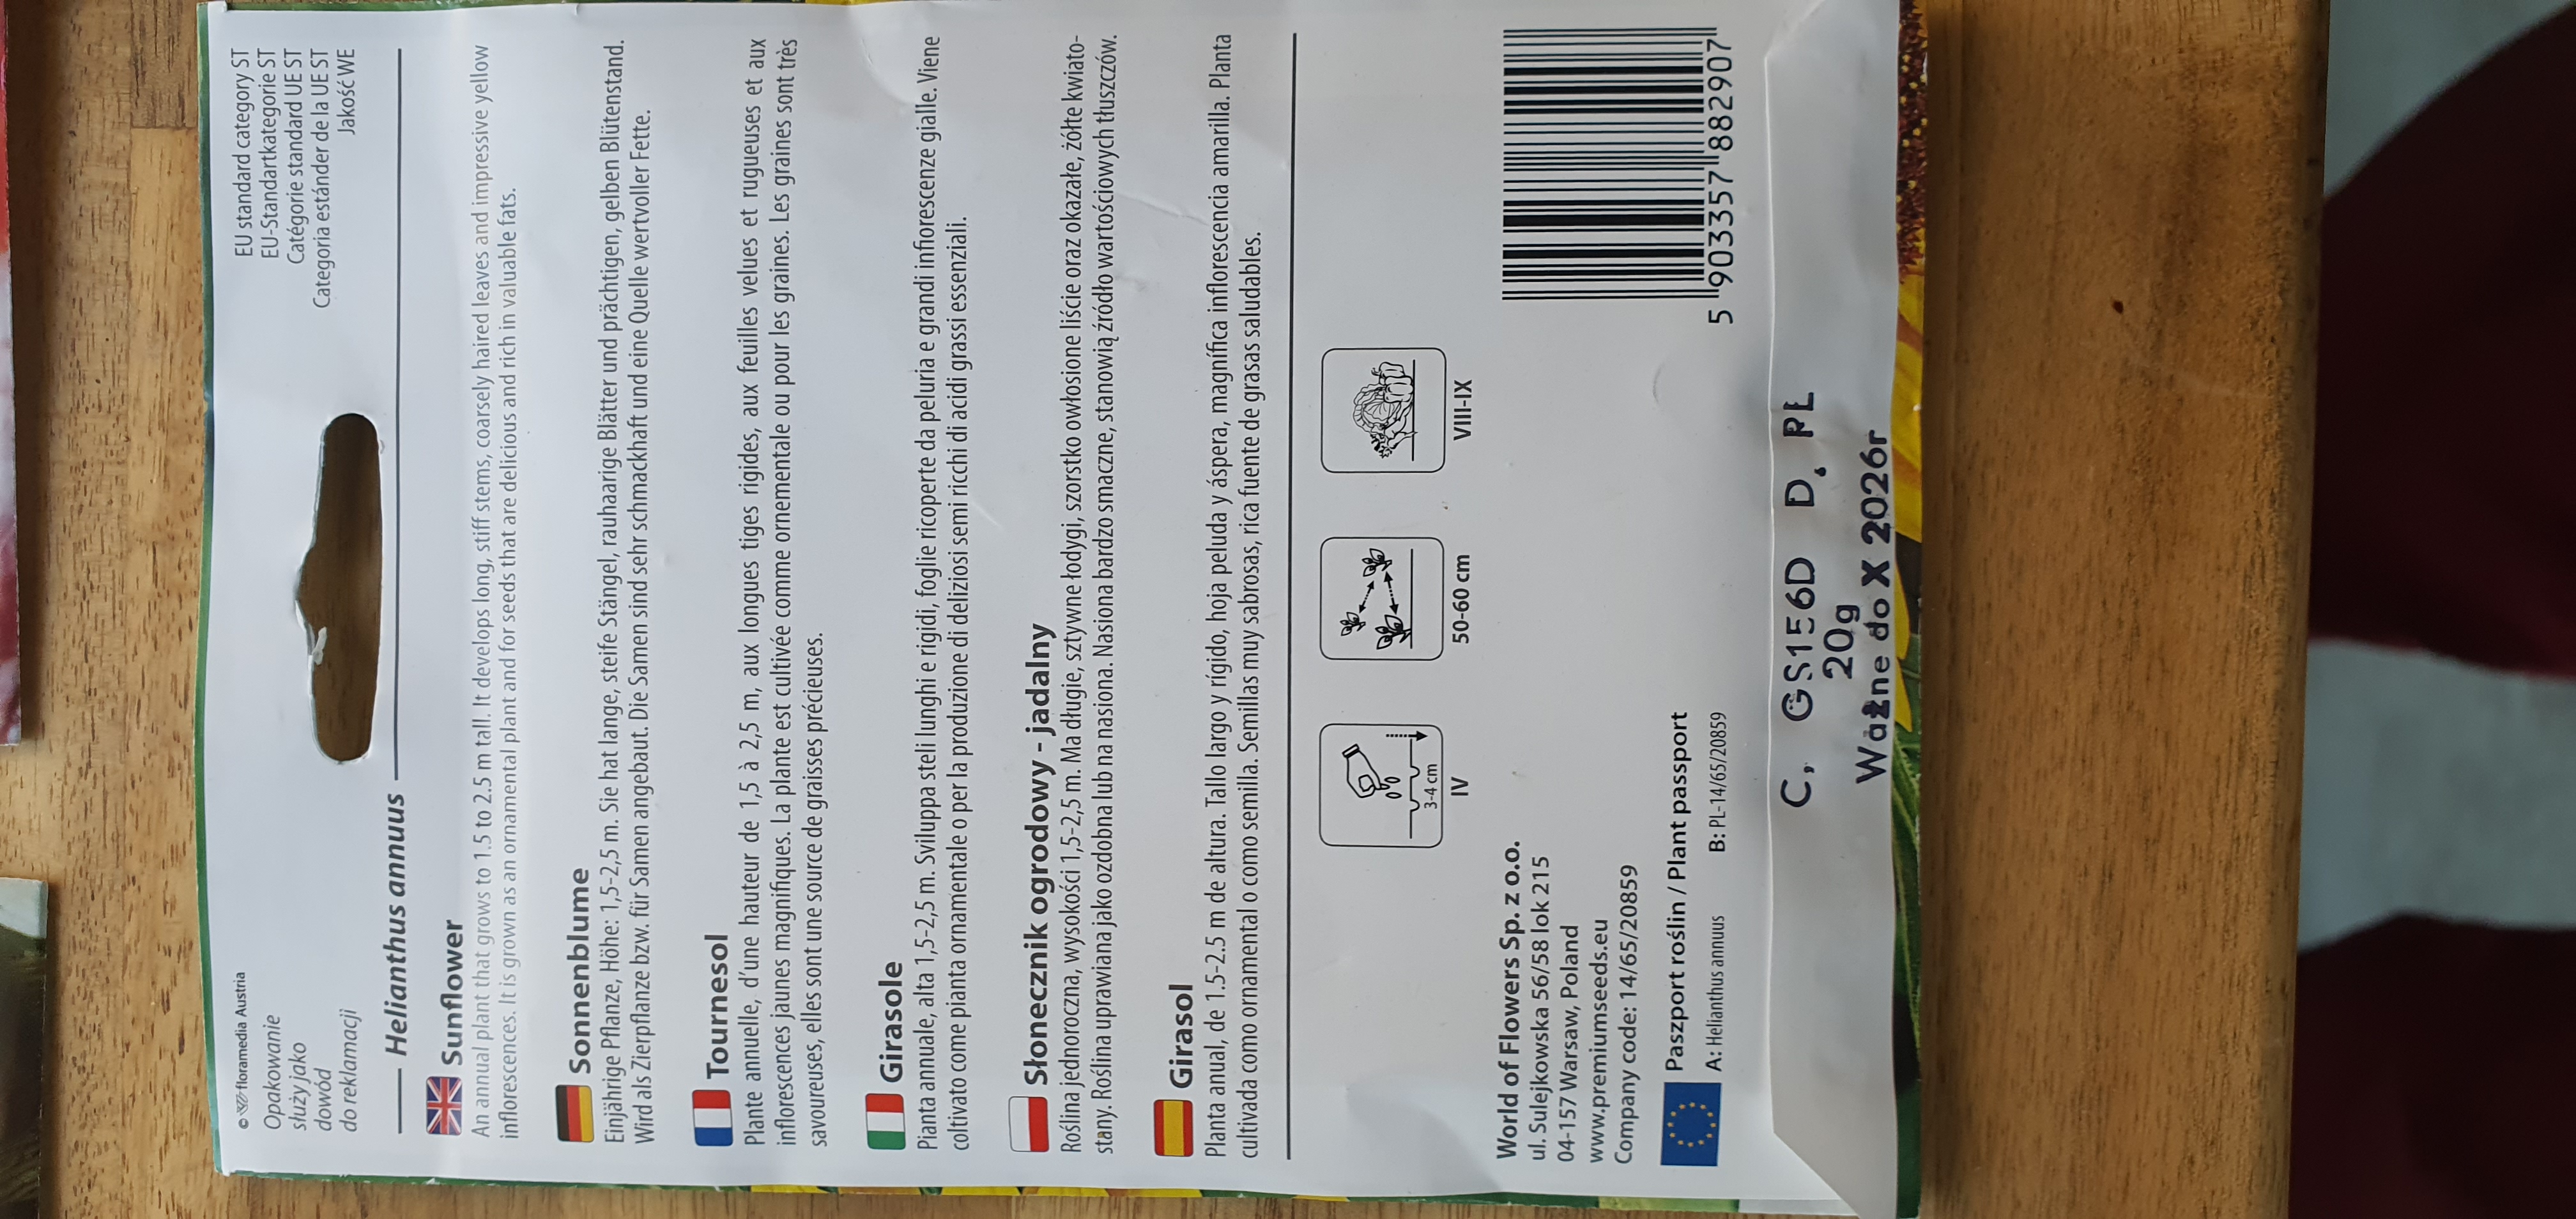 © floramedia Austria
Opakowanie
służy jako
dowód
do reklamacji
EU standard category ST
EU-Standartkategorie ST
Catégorie standard UE ST
Categoria estánder de la UE ST
Jakość WE
Helianthus annuus
Sunflower
An annual plant that grows to 1.5 to 2.5 m tall. It develops long, stiff stems, coarsely haired leaves and impressive yellow
inflorescences. It is grown as an ornamental plant and for seeds that are delicious and rich in valuable fats.
Sonnenblume
Einjährige Pflanze, Höhe: 1,5-2,5 m. Sie hat lange, steife Stängel, rauhaarige Blätter und prächtigen, gelben Blütenstand.
Wird als Zierpflanze bzw. für Samen angebaut. Die Samen sind sehr schmackhaft und eine Quelle wertvoller Fette.
Tournesol
Plante annuelle, d'une hauteur de 1,5 à 2,5 m, aux longues tiges rigides, aux feuilles velues et rugueuses et aux
inflorescences jaunes magnifiques. La plante est cultivée comme ornementale ou pour les graines. Les graines sont très
savoureuses, elles sont une source de graisses précieuses.
Girasole
Pianta annuale, alta 1,5-2,5 m. Sviluppa steli lunghi e rigidi, foglie ricoperte da peluria e grandi infiorescenze gialle. Viene
coltivato come pianta ornamentale o per la produzione di deliziosi semi ricchi di acidi grassi essenziali.
Słonecznik ogrodowy - jadalny
Roślina jednoroczna, wysokości 1,5-2,5 m. Ma długie, sztywne łodygi, szorstko owłosione liście oraz okazałe, żółte kwiato-
stany. Roślina uprawiana jako ozdobna lub na nasiona. Nasiona bardzo smaczne, stanowią źródło wartościowych tłuszczów.
Girasol
Planta anual, de 1.5-2.5 m de altura. Tallo largo y rígido, hoja peluda y áspera, magnífica inflorescencia amarilla. Planta
cultivada como ornamental o como semilla. Semillas muy sabrosas, rica fuente de grasas saludables.
3-4 cm
IV
50-60 cm
VIII-IX
World of Flowers Sp. z o.o.
ul. Sulejkowska 56/58 lok 215
04-157 Warsaw, Poland
www.premiumseeds.eu
Company code: 14/65/20859
Paszport roślin / Plant passport
A: Helianthus annuus B: PL-14/65/20859
5 903357 882907
C, GS156D D. PL
20g
Ważne do X 2026r